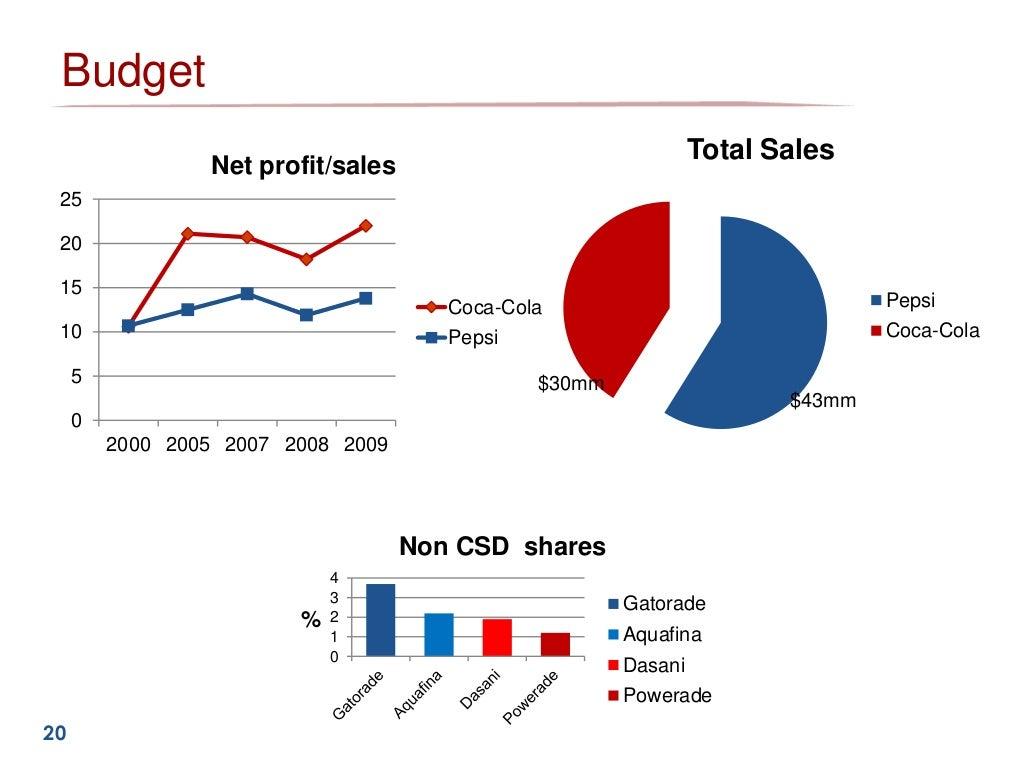 Budget
Net profit/sales
25
20
15
10
5
0
2000 2005 2007 2008 2009
Coca-Cola
Pepsi
Total Sales
$30mm
$43mm
Pepsi
Coca-Cola
Non CSD  shares
%
4
3
2
1
0
Gatorade
Aquafina
Dasani
Powerade
Gatorade
Aquafina
Dasani
Powerade
20